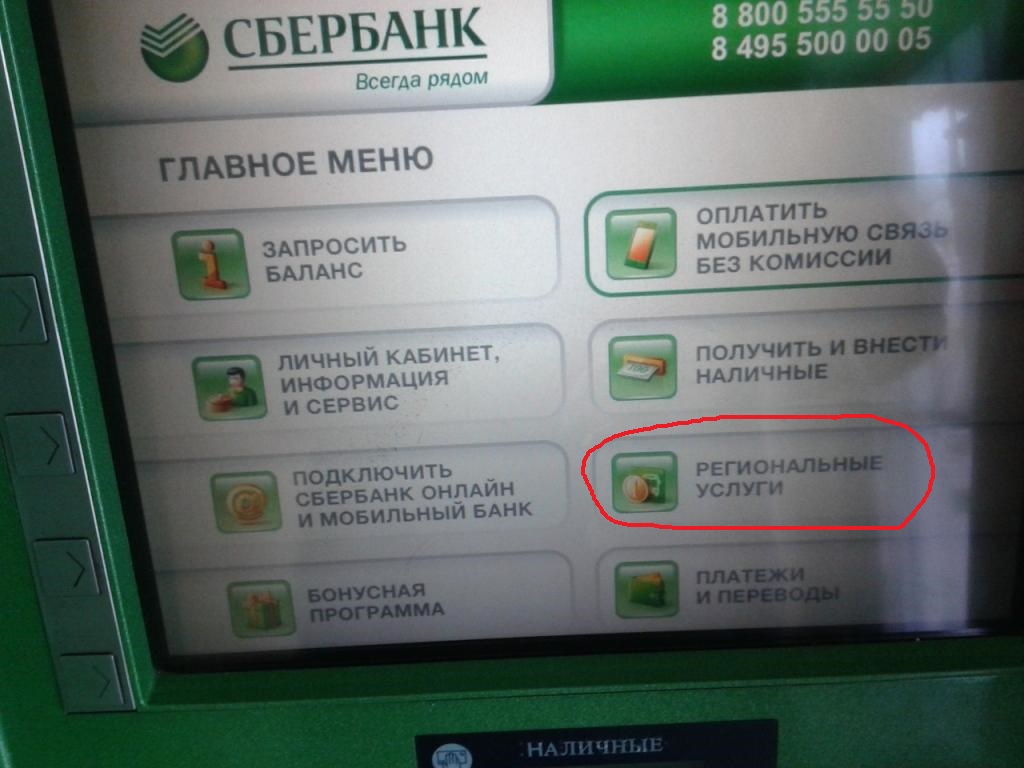 СБЕРБАНК
Всегда рядом
8 800 555 55 50
8 495 500 00 05
ГЛАВНОЕ МЕНЮ
ЗАПРОСИТЬ
БАЛАНС
ОПЛАТИТЬ
МОБИЛЬНУЮ СВЯЗЬ
БЕЗ КОМИССИИ
ЛИЧНЫЙ КАБИНЕТ,
ИНФОРМАЦИЯ
И СЕРВИС
ПОЛУЧИТЬ И ВНЕСТИ
НАЛИЧНЫЕ
ПОДКЛЮЧИТЬ
СБЕРБАНК ОНЛАЙН
И МОБИЛЬНЫЙ БАНК
РЕГИОНАЛЬНЫЕ
УСЛУГИ
БОНУСНАЯ
ПРОГРАММА
ПЛАТЕЖИ
И ПЕРЕВОДЫ
НАЛИЧНЫЕ